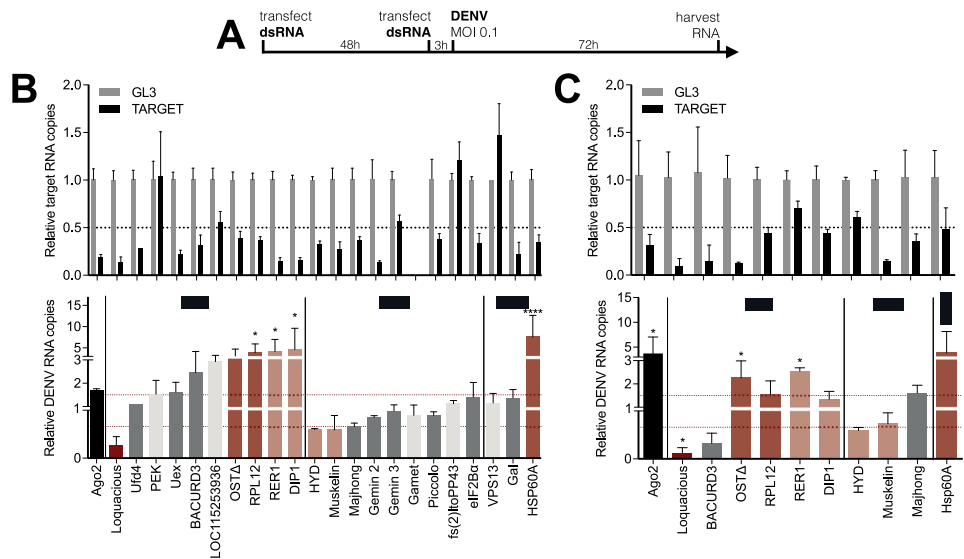 A
transfect
dsRNA
transfect
dsRNA
DENV
MOI 0.1
harvest
RNA
48h
3h
72h
B
GL3
TARGET
Relative target RNA copies
2.0
1.5
1.0
0.5
0.0
Relative DENV RNA copies
15
10
5
3
2
1
0
*
*
*
****
Ago2
Loquacious
Ufd4
PEK
Uex
BACURD3
LOC115253936
OSTΔ
RPL12
RER1
DIP1
HYD
Muskelin
Majhong
Gemin 2
Gemin 3
Gamet
Piccolo
fs(2)ltoPP43
eIF2Bα
VPS13
Gal
HSP60A
C
GL3
TARGET
Relative target RNA copies
2.0
1.5
1.0
0.5
0.0
Relative DENV RNA copies
15
10
5
3
2
1
0
*
*
*
*
Ago2
Loquacious
BACURD3
OSTΔ
RPL12
RER1
DIP1
HYD
Muskelin
Majhong
Hsp60A